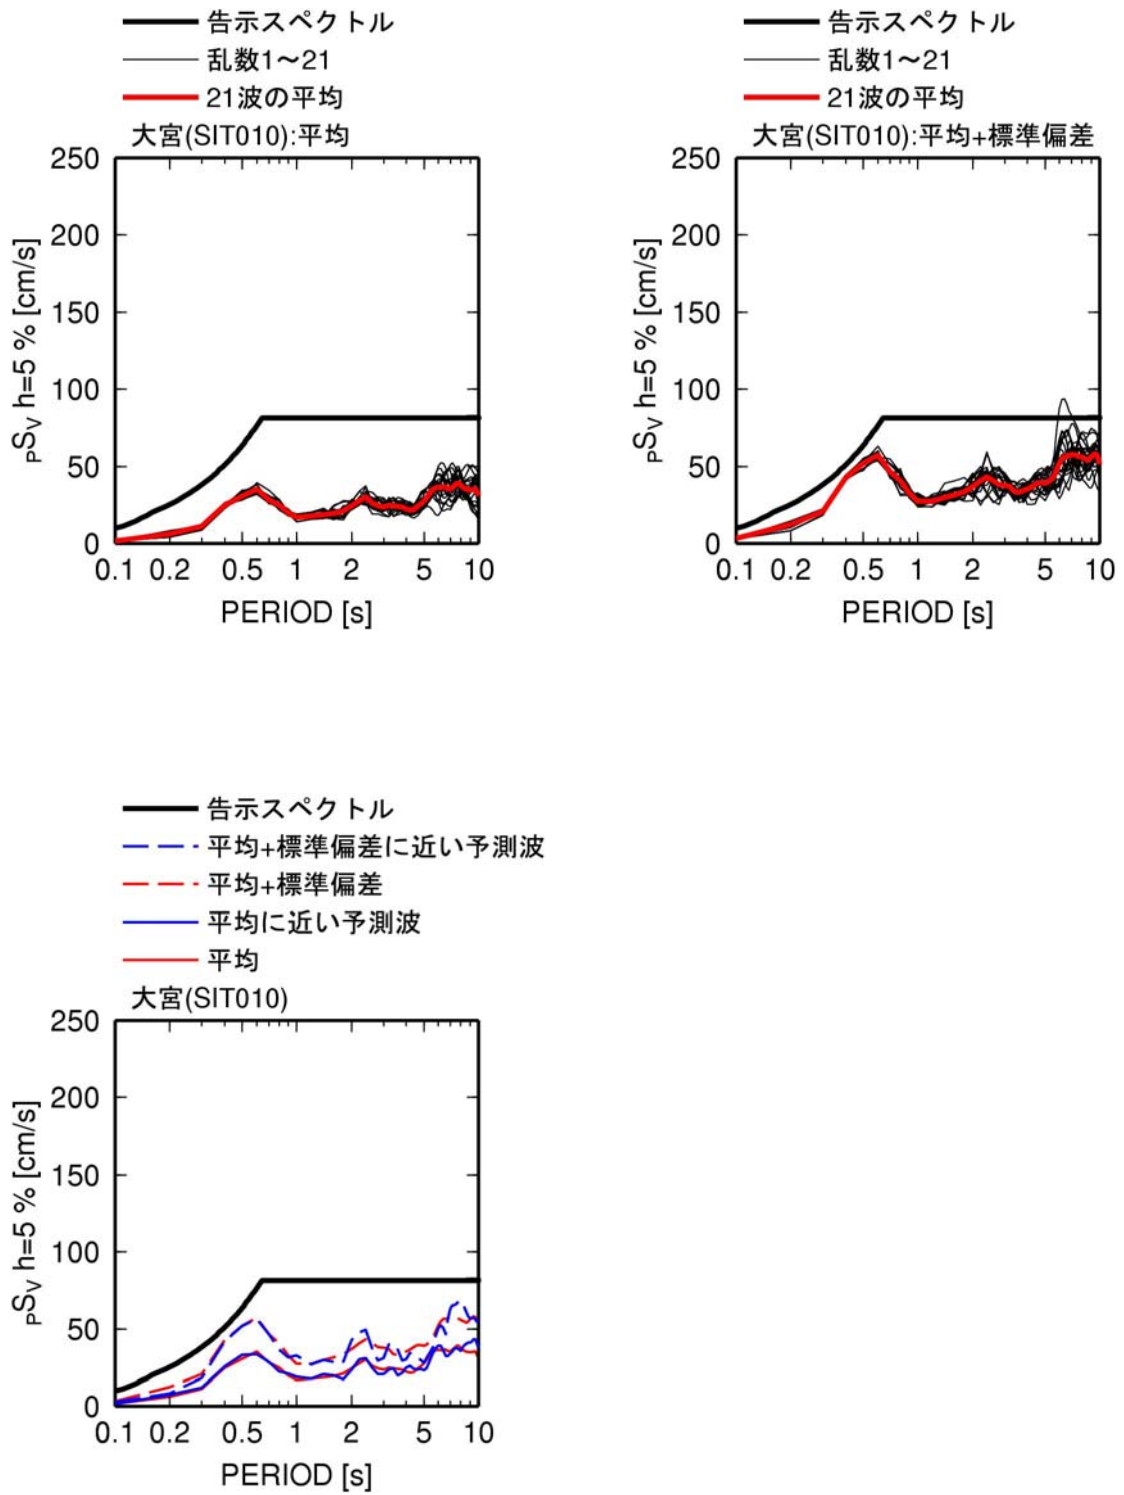 告示スペクトル
乱数1～21
21波の平均
大宮(SIT010):平均
250
200
150
100
50
0
PSV h=5 % [cm/s]
0.1 0.2 0.5 1 2 5 10
PERIOD [s]
告示スペクトル
乱数1～21
21波の平均
大宮(SIT010):平均+標準偏差
250
200
150
100
50
0
PSV h=5 % [cm/s]
0.1 0.2 0.5 1 2 5 10
PERIOD [s]
告示スペクトル
平均+標準偏差に近い予測波
平均+標準偏差
平均に近い予測波
平均
大宮(SIT010)
250
200
150
100
50
0
PSV h=5 % [cm/s]
0.1 0.2 0.5 1 2 5 10
PERIOD [s]